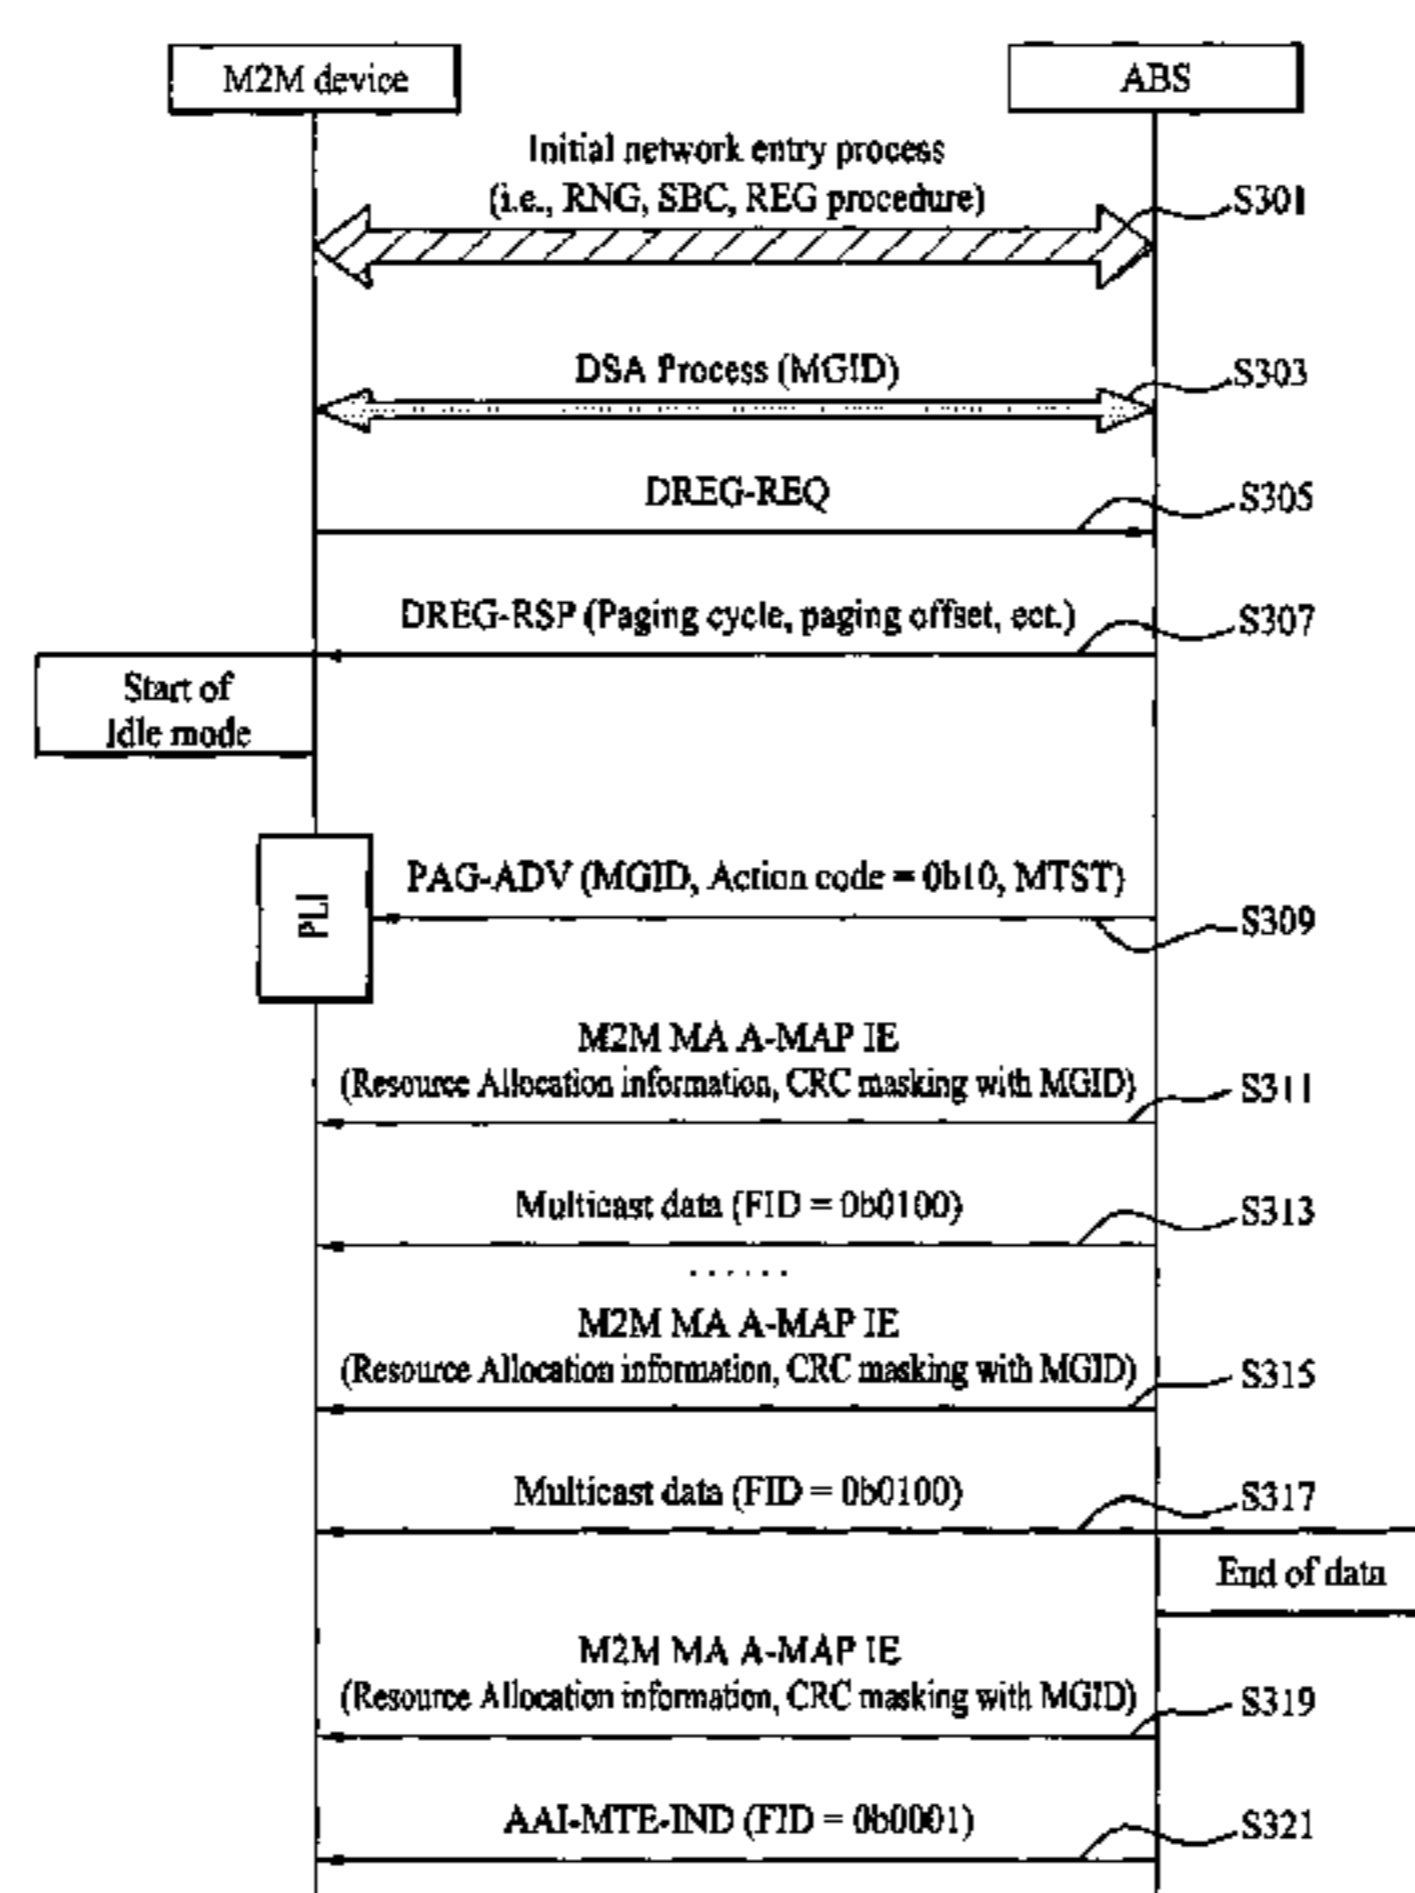 M2M device
ABS
Initial network entry process
(i.e., RNG, SBC, REG procedure)
S301
DSA Process (MGID)
S303
DREG-REQ
S305
DREG-RSP (Paging cycle, paging offset, ect.)
S307
Start of
Idle mode
PLI
PAG-ADV (MGID, Action code = 0b10, MTST)
S309
M2M MA A-MAP IE
(Resource Allocation information, CRC masking with MGID)
S311
Multicast data (FID = 0b0100)
S313
......
M2M MA A-MAP IE
(Resource Allocation information, CRC masking with MGID)
S315
Multicast data (FID = 0b0100)
S317
End of data
M2M MA A-MAP IE
(Resource Allocation information, CRC masking with MGID)
S319
AAI-MTE-IND (FID = 0b0001)
S321